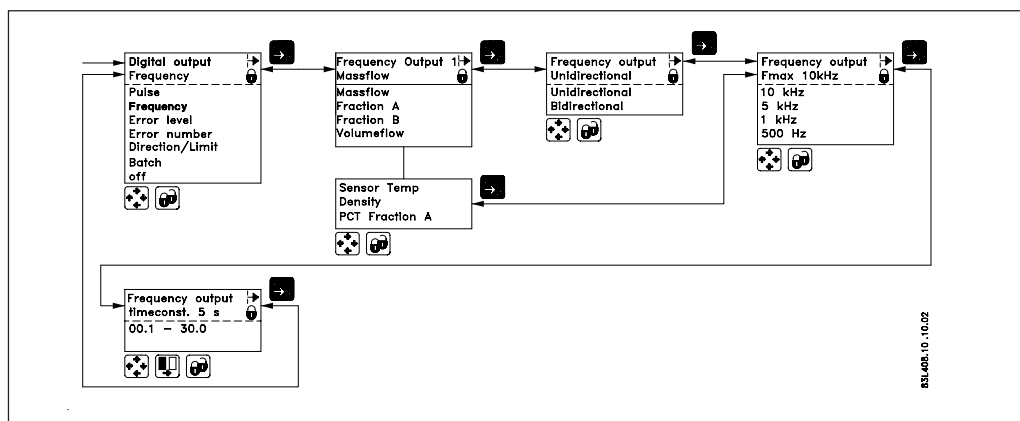 Digital output
Frequency
Pulse
Frequency
Error level
Error number
Direction/Limit
Batch
off
Frequency Output 1
Massflow
Massflow
Fraction A
Fraction B
Volumeflow
Sensor Temp
Density
PCT Fraction A
Frequency output
Unidirectional
Unidirectional
Bidirectional
Frequency output
Fmax 10kHz
10 kHz
5 kHz
1 kHz
500 Hz
Frequency output
timeconst. 5 s
00.1 - 30.0
83L408.10.10.02